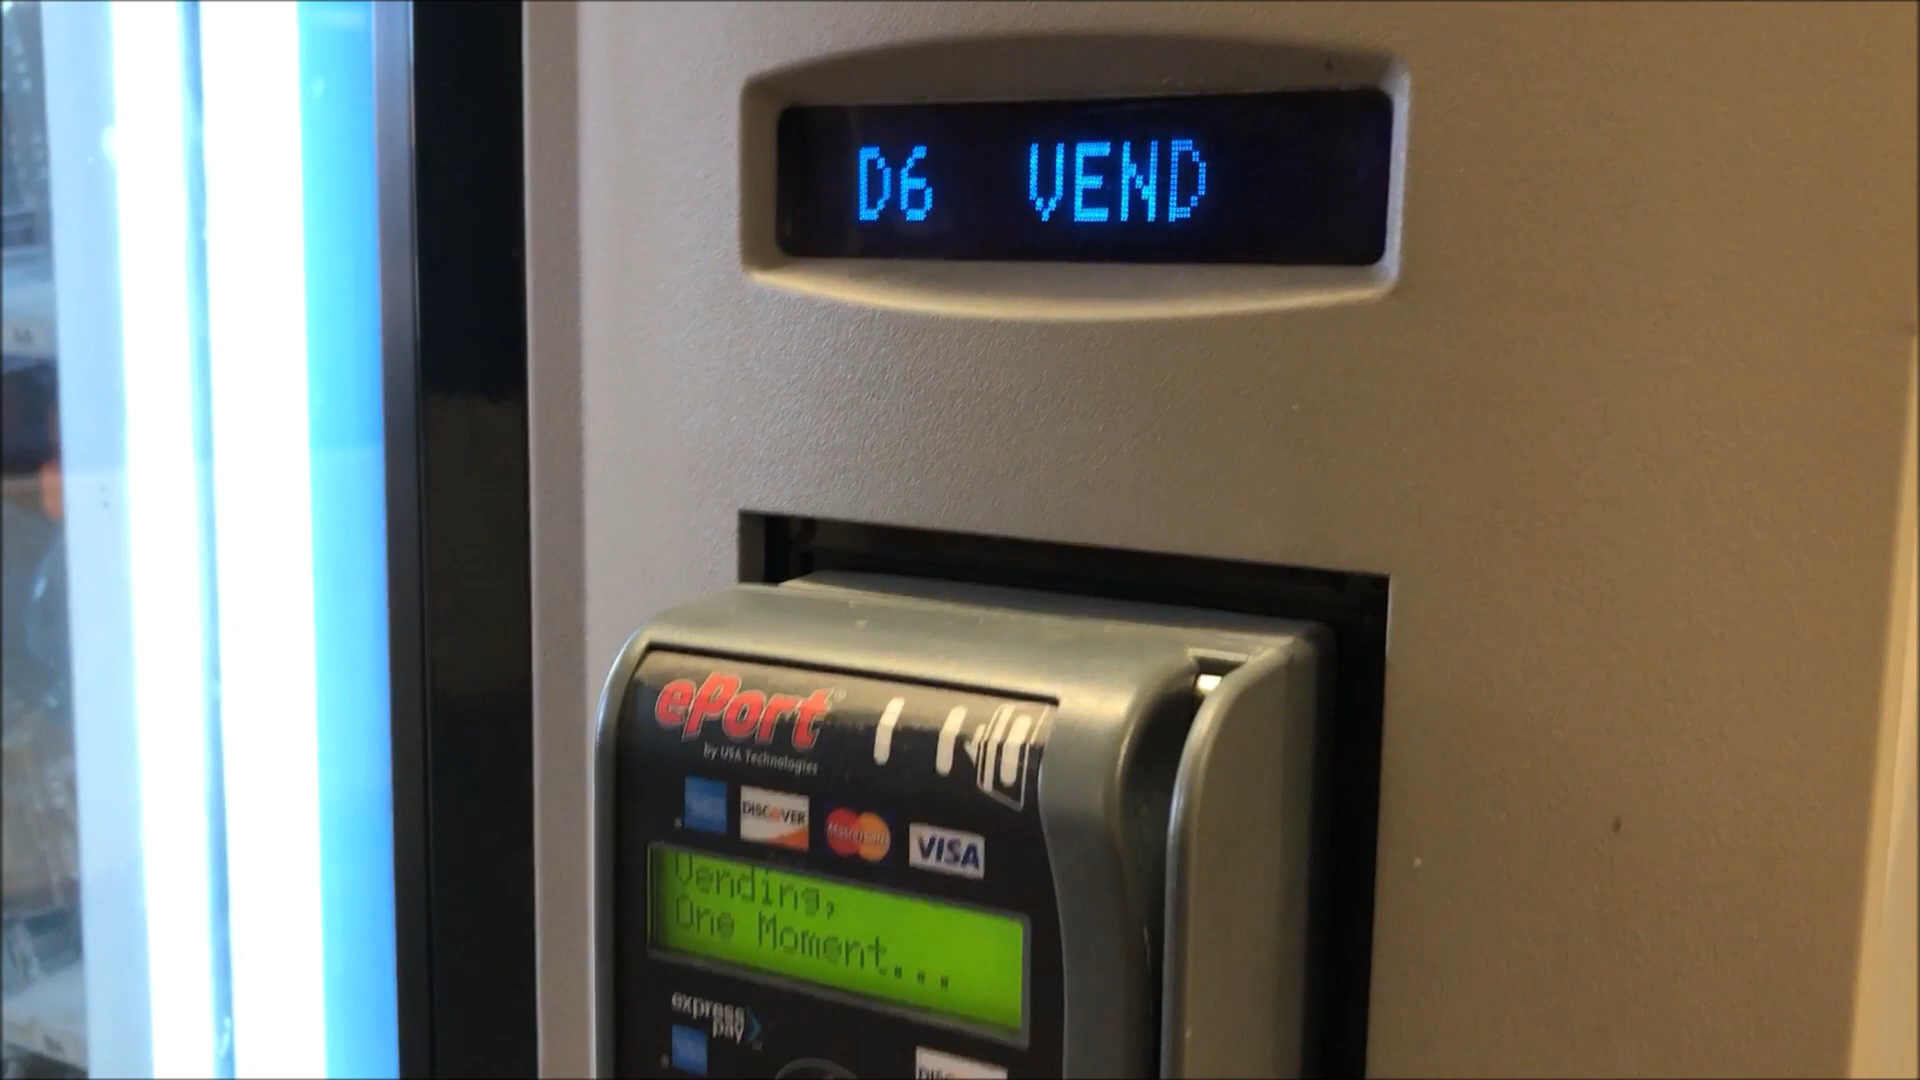 D6 VEND
ePort
by USA Technologies
DISCOVER
MasterCard
VISA
Vending,
One Moment...
express
pay